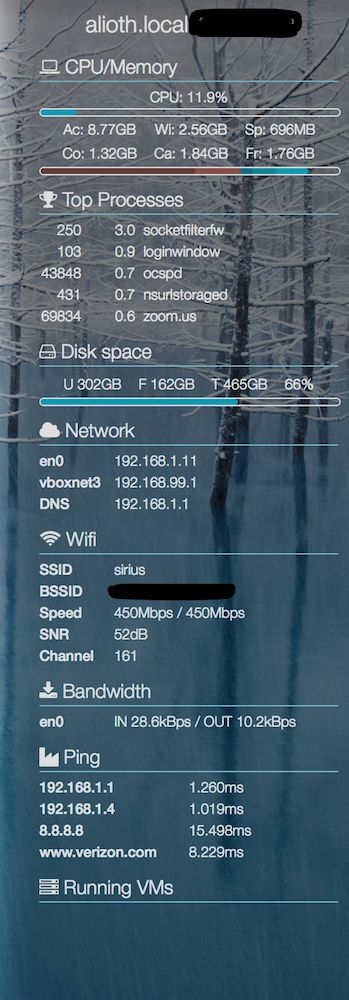 alioth.local
CPU/Memory
CPU: 11.9%
Ac: 8.77GB Wi: 2.56GB Sp: 696MB
Co: 1.32GB Ca: 1.84GB Fr: 1.76GB
Top Processes
250 3.0 socketfilterfw
103 0.9 loginwindow
43848 0.7 ocspd
431 0.7 nsurlstoraged
69834 0.6 zoom.us
Disk space
U 302GB F 162GB T 465GB 66%
Network
en0 192.168.1.11
vboxnet3 192.168.99.1
DNS 192.168.1.1
Wifi
SSID sirius
BSSID
Speed 450Mbps / 450Mbps
SNR 52dB
Channel 161
Bandwidth
en0 IN 28.6kBps / OUT 10.2kBps
Ping
192.168.1.1 1.260ms
192.168.1.4 1.019ms
8.8.8.8 15.498ms
www.verizon.com 8.229ms
Running VMs